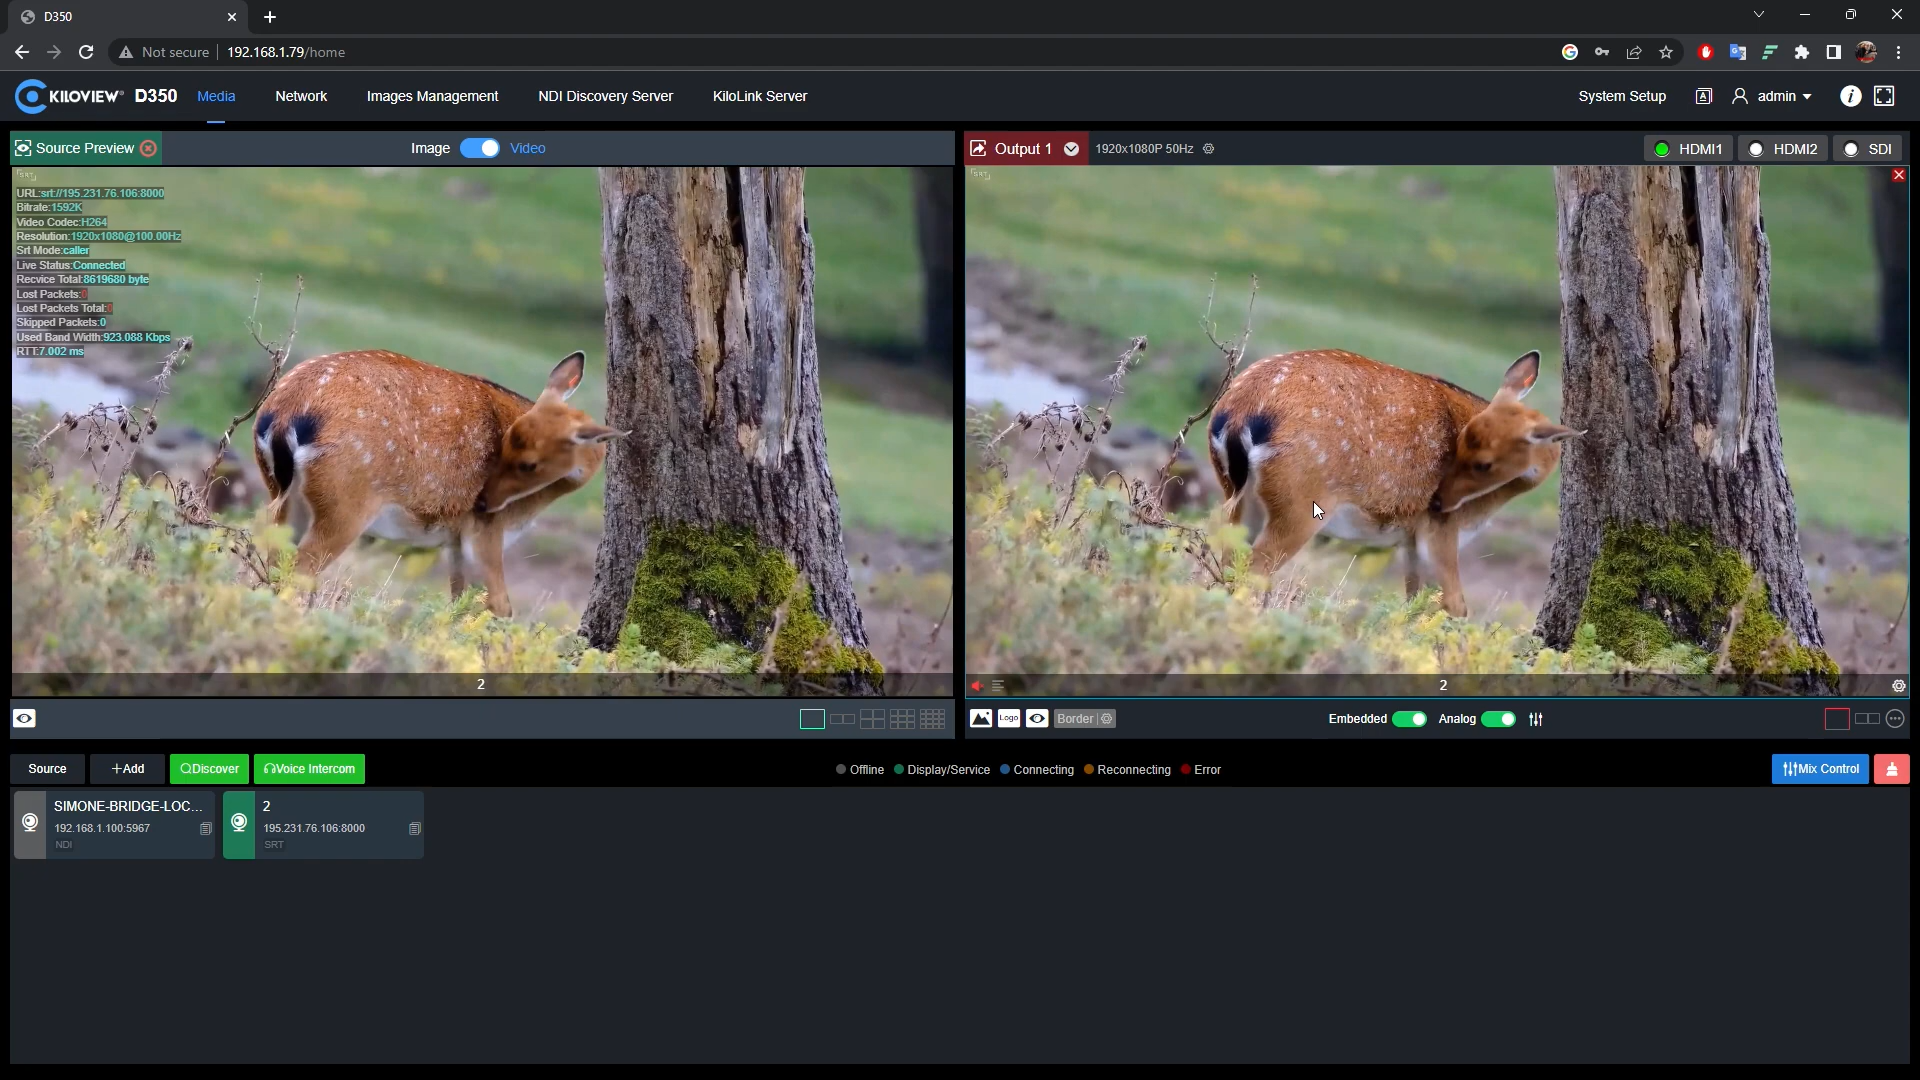 D350
Not secure
192.168.1.79/home
KILOVIEW D350
Media
Network
Images Management
NDI Discovery Server
KiloLink Server
System Setup
admin
Source Preview
Image
Video
Output 1
1920x1080P 50Hz
HDMI1
HDMI2
SDI
SRT
URL:srt://195.231.76.106:8000
Bitrate:1592K
Video Codec:H264
Resolution:1920x1080@100.00Hz
Srt Mode:caller
Live Status:Connected
Recvice Total:8619680 byte
Lost Packets:0
Lost Packets Total:0
Skipped Packets:0
Used Band Width:923.088 Kbps
RTT:7.002 ms
2
SRT
2
Logo
Border
Embedded
Analog
Source
+Add
Discover
Voice Intercom
Offline
Display/Service
Connecting
Reconnecting
Error
Mix Control
SIMONE-BRIDGE-LOC...
192.168.1.100:5967
NDI
2
195.231.76.106:8000
SRT